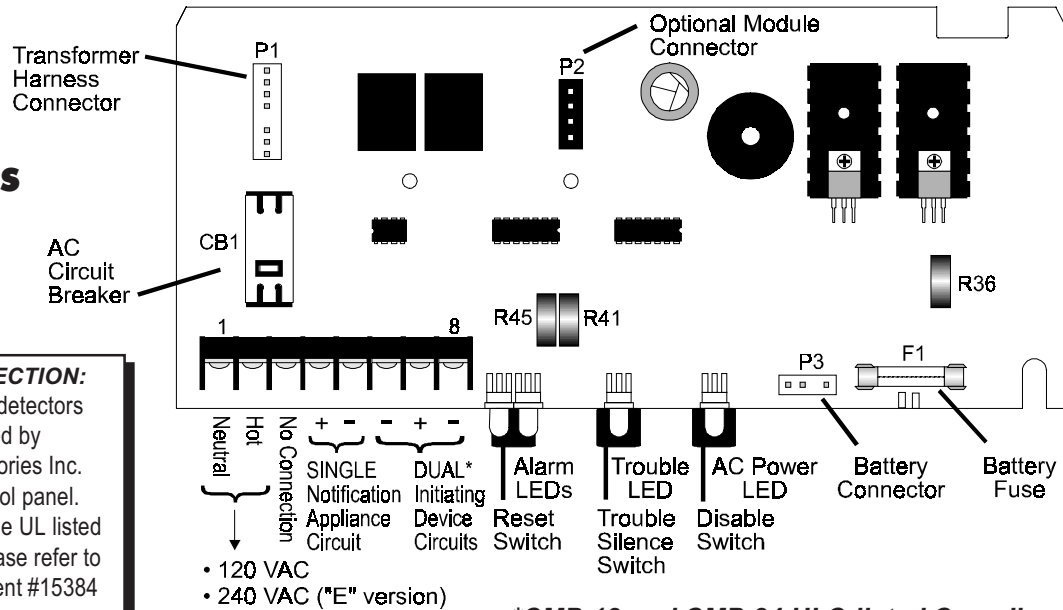 Transformer
Harness
Connector
P1
Optional Module
Connector
P2
s
AC
Circuit
Breaker
CB1
R45
R41
R36
1
8
P3
F1
ECTION:
detectors
ed by
ories Inc.
ol panel.
e UL listed
ase refer to
ent #15384
Neutral
Hot
No Connection
+ - - + -
SINGLE
Notification
Appliance
Circuit
DUAL*
Initiating
Device
Circuits
Alarm
LEDs
Reset
Switch
Trouble
LED
Trouble
Silence
Switch
AC Power
LED
Disable
Switch
Battery
Connector
Battery
Fuse
• 120 VAC
• 240 VAC ("E" version)